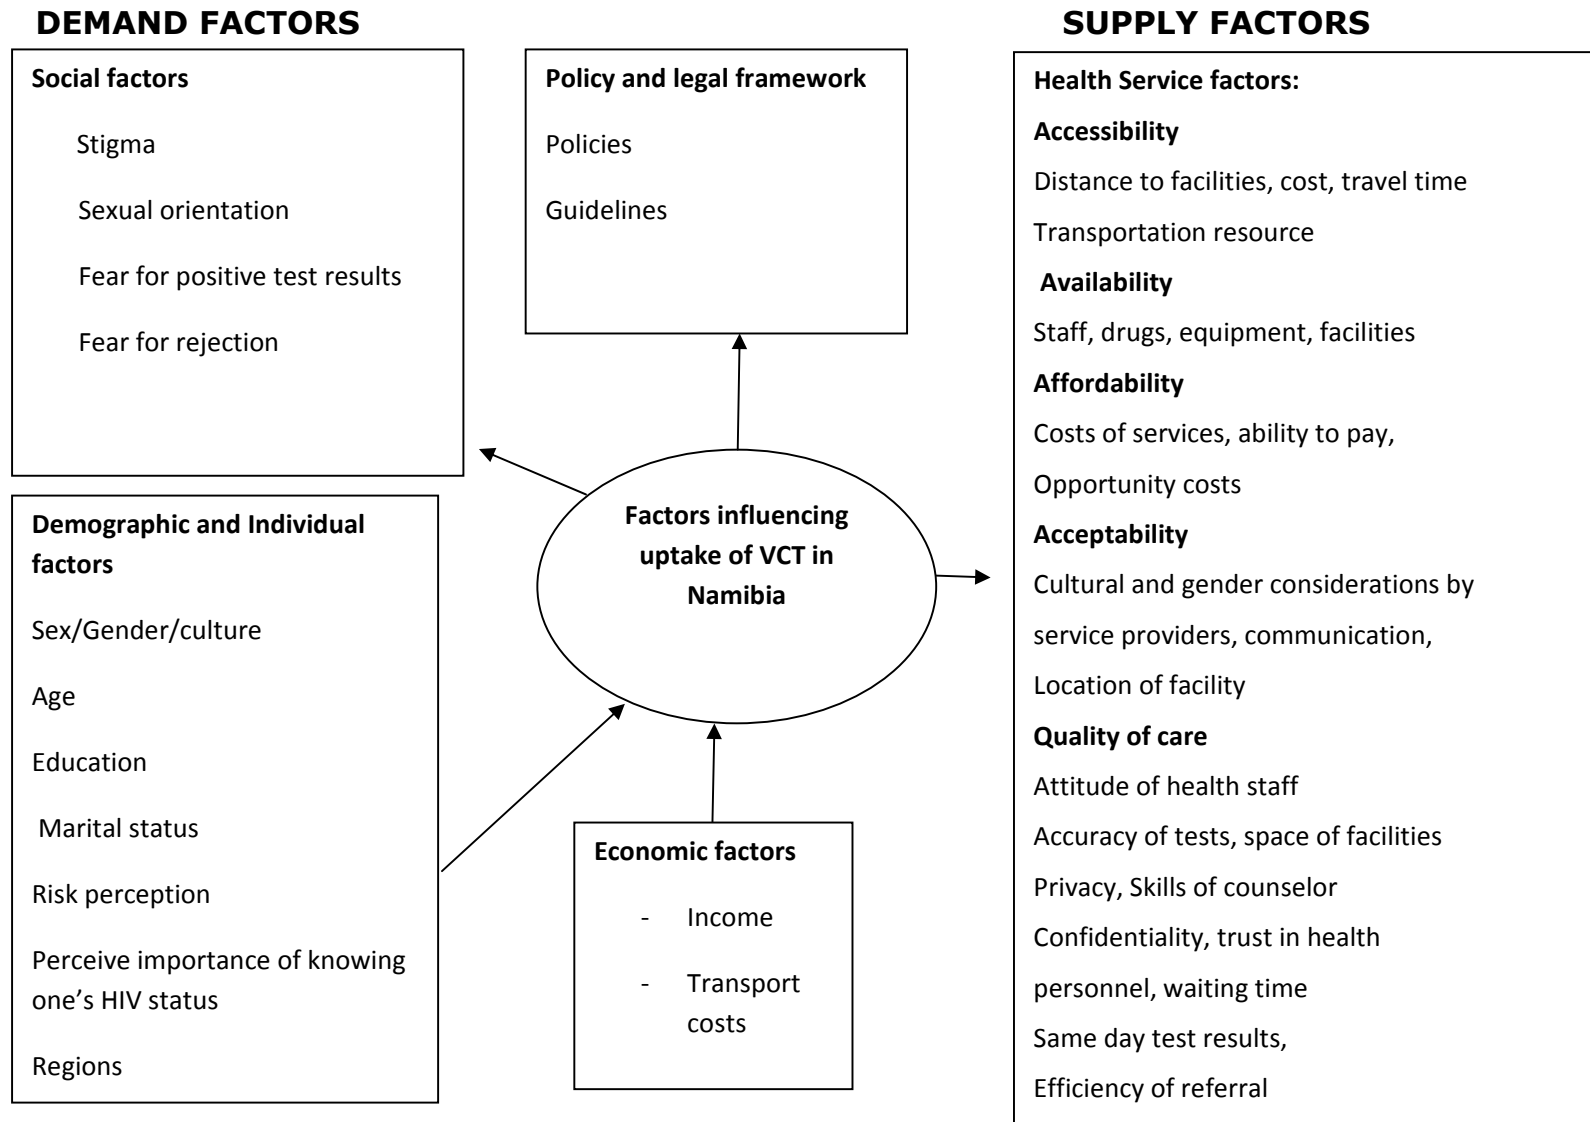 DEMAND FACTORS
SUPPLY FACTORS
Social factors
Stigma
Sexual orientation
Fear for positive test results
Fear for rejection
Policy and legal framework
Policies
Guidelines
Health Service factors:
Accessibility
Distance to facilities, cost, travel time
Transportation resource
Availability
Staff, drugs, equipment, facilities
Affordability
Costs of services, ability to pay,
Opportunity costs
Acceptability
Cultural and gender considerations by
service providers, communication,
Location of facility
Quality of care
Attitude of health staff
Accuracy of tests, space of facilities
Privacy, Skills of counselor
Confidentiality, trust in health
personnel, waiting time
Same day test results,
Efficiency of referral
Factors influencing
uptake of VCT in
Namibia
Demographic and Individual
factors
Sex/Gender/culture
Age
Education
Marital status
Risk perception
Perceive importance of knowing
one’s HIV status
Regions
Economic factors
- Income
- Transport
costs